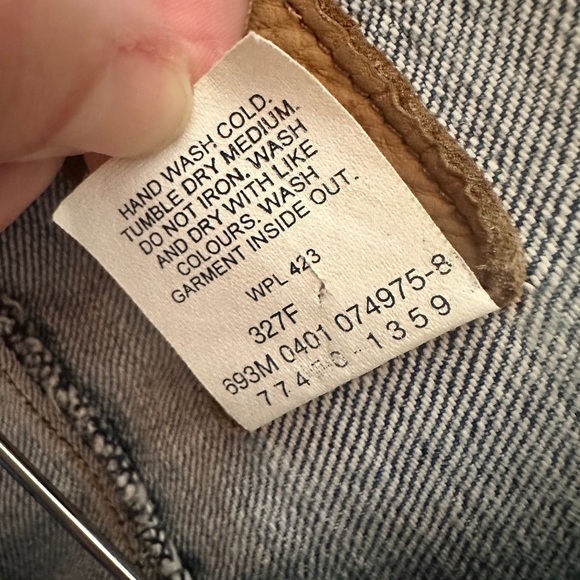 HAND WASH COLD.
TUMBLE DRY MEDIUM.
DO NOT IRON. WASH
AND DRY WITH LIKE
COLOURS. WASH
GARMENT INSIDE OUT.
WPL 423
327F
693M 0401 074975-8